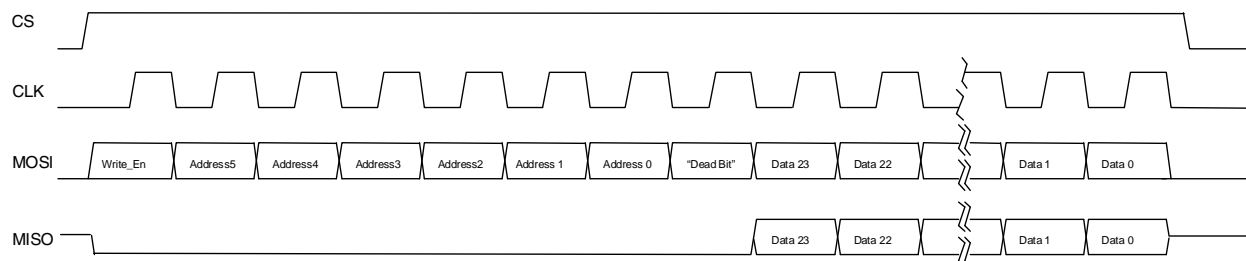 CS
CLK
MOSI Write_En Address5 Address4 Address3 Address2 Address 1 Address 0 "Dead Bit" Data 23 Data 22 Data 1 Data 0
MISO Data 23 Data 22 Data 1 Data 0